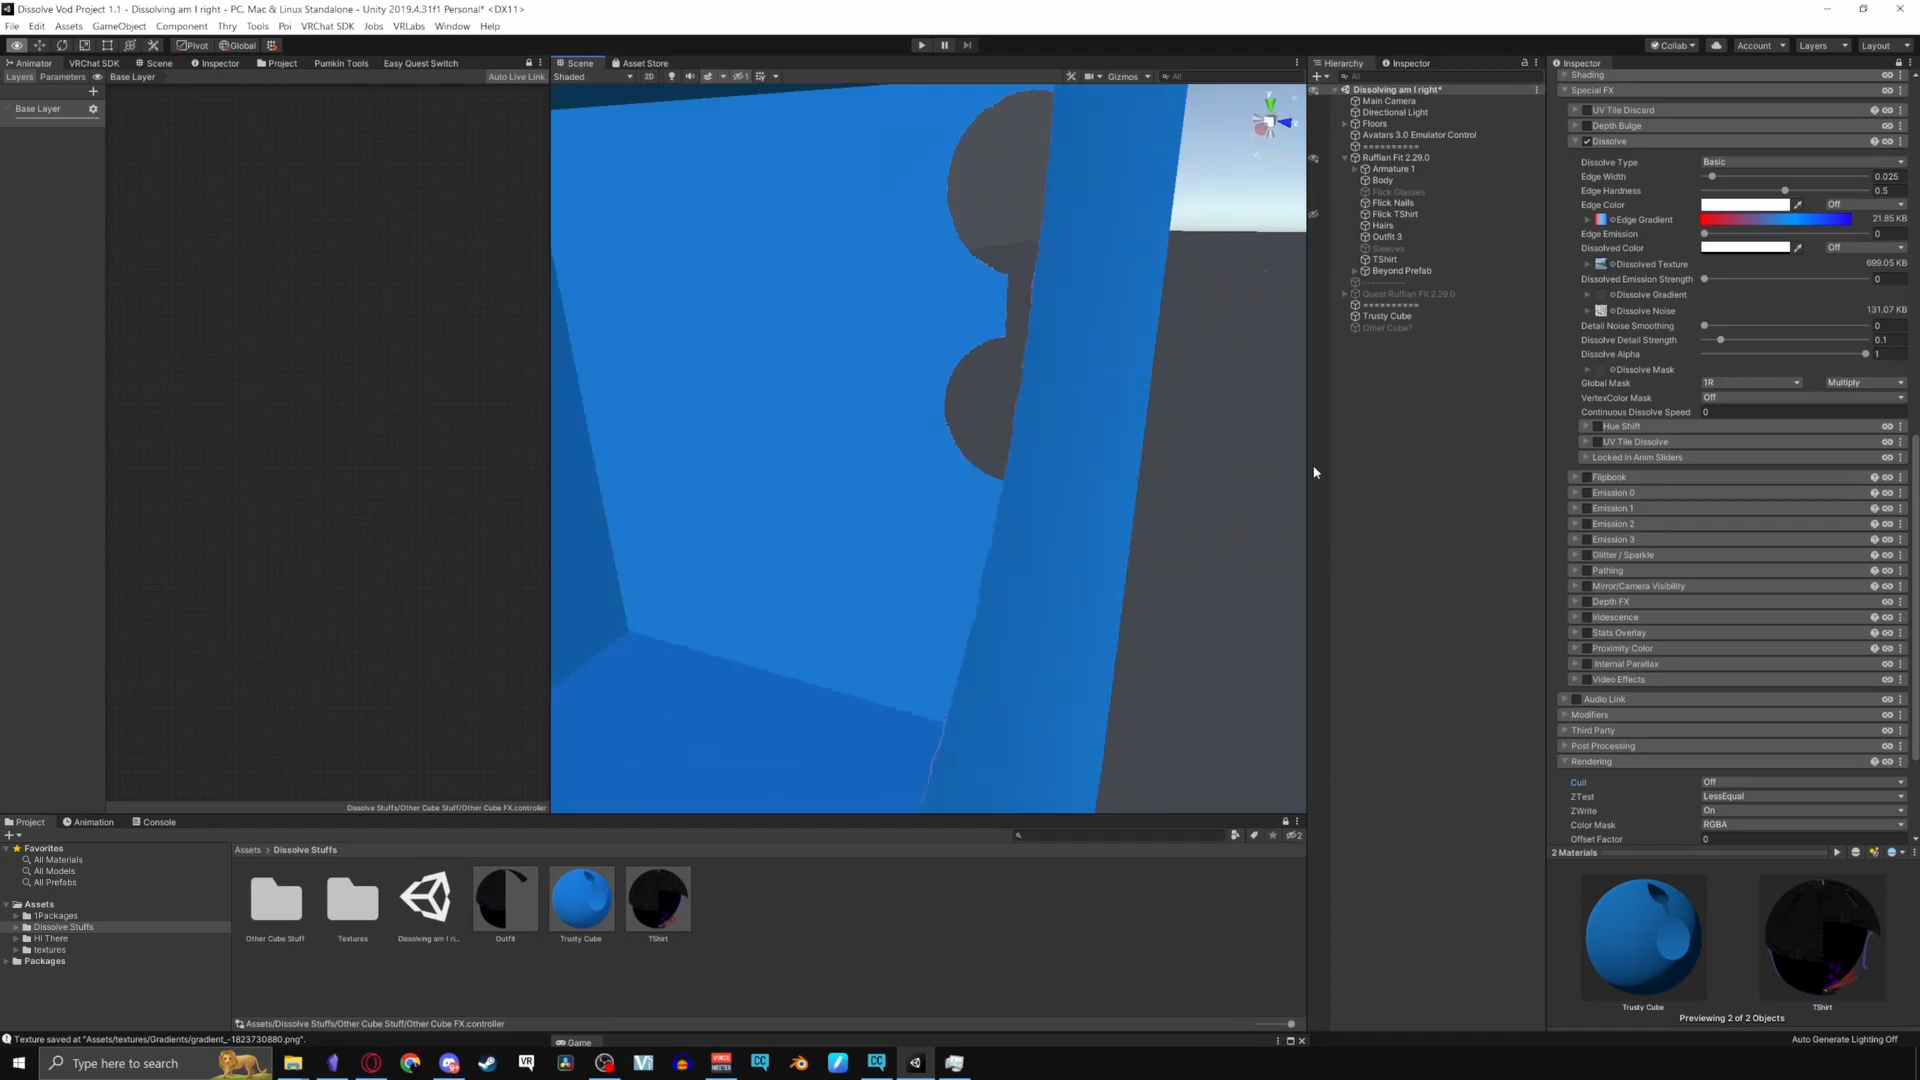 Dissolving am I right - Dissolve Vod Project 1.1 - Dissolving am I right - PC, Mac & Linux Standalone - Unity 2019.4.31f1 Personal* <DX11>
File Edit Assets GameObject Component Thry Tools Poi VRChat SDK Jobs VRLabs Window Help
Pivot Global Collab Account Layers Layout
Animator VRChat SDK Scene Inspector Project Pumkin Tools Easy Quest Switch
Layers Parameters Base Layer Auto Live Link
Base Layer
Dissolve Stuffs/Other Cube Stuff/Other Cube FX.controller
Scene Asset Store
Shaded 2D 1 Gizmos All
y
z
Hierarchy Inspector
All
Dissolving am I right*
Main Camera
Directional Light
Floors
Avatars 3.0 Emulator Control
==========
Ruffian Fit 2.29.0
Armature 1
Body
Flick Glasses
Flick Nails
Flick TShirt
Hairs
Outfit 3
Sleeves
TShirt
Beyond Prefab
----------
Quest Ruffian Fit 2.29.0
==========
Trusty Cube
Other Cube?
Inspector
Shading
Special FX
UV Tile Discard
Depth Bulge
Dissolve
Dissolve Type Basic
Edge Width 0.025
Edge Hardness 0.5
Edge Color Off
Edge Gradient 21.85 KB
Edge Emission 0
Dissolved Color Off
Dissolved Texture 699.05 KB
Dissolved Emission Strength 0
Dissolve Gradient
Dissolve Noise 131.07 KB
Detail Noise Smoothing 0
Dissolve Detail Strength 0.1
Dissolve Alpha 1
Dissolve Mask
Global Mask 1R Multiply
VertexColor Mask Off
Continuous Dissolve Speed 0
Hue Shift
UV Tile Dissolve
Locked In Anim Sliders
Flipbook
Emission 0
Emission 1
Emission 2
Emission 3
Glitter / Sparkle
Pathing
Mirror/Camera Visibility
Depth FX
Iridescence
Stats Overlay
Proximity Color
Internal Parallax
Video Effects
Audio Link
Modifiers
Third Party
Post Processing
Rendering
Cull Off
ZTest LessEqual
ZWrite On
Color Mask RGBA
Offset Factor 0
2 Materials
Trusty Cube TShirt
Previewing 2 of 2 Objects
Auto Generate Lighting Off
Project Animation Console
2
Favorites
All Materials
All Models
All Prefabs
Assets
1Packages
Dissolve Stuffs
Hi There
textures
Packages
Assets > Dissolve Stuffs
Other Cube Stuff Textures Dissolving am I ri... Outfit Trusty Cube TShirt
Assets/Dissolve Stuffs/Other Cube Stuff/Other Cube FX.controller
Texture saved at "Assets/textures/Gradients/gradient_-1823730880.png".
Game
Type here to search